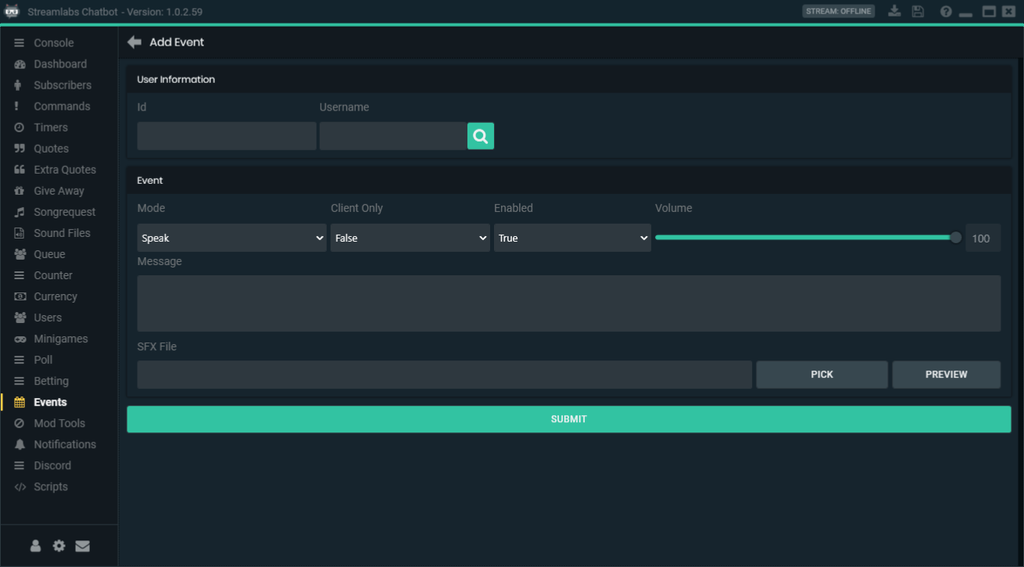 Streamlabs Chatbot - Version: 1.0.2.59
STREAM: OFFLINE
Console
Dashboard
Subscribers
Commands
Timers
Quotes
Extra Quotes
Give Away
Songrequest
Sound Files
Queue
Counter
Currency
Users
Minigames
Poll
Betting
Events
Mod Tools
Notifications
Discord
Scripts
Add Event
User Information
Id Username
Event
Mode Client Only Enabled Volume
Speak False True 100
Message
SFX File
PICK PREVIEW
SUBMIT